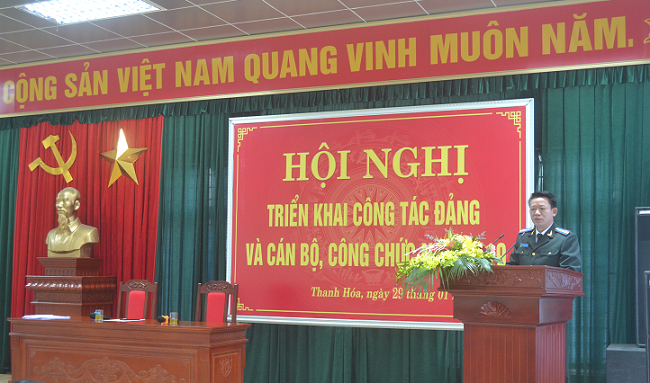 CỘNG SẢN VIỆT NAM QUANG VINH MUÔN NĂM.
HỘI NGHỊ
TRIỂN KHAI CÔNG TÁC ĐẢNG
VÀ CÁN BỘ, CÔNG CHỨC
Thanh Hóa, ngày 29 tháng 01